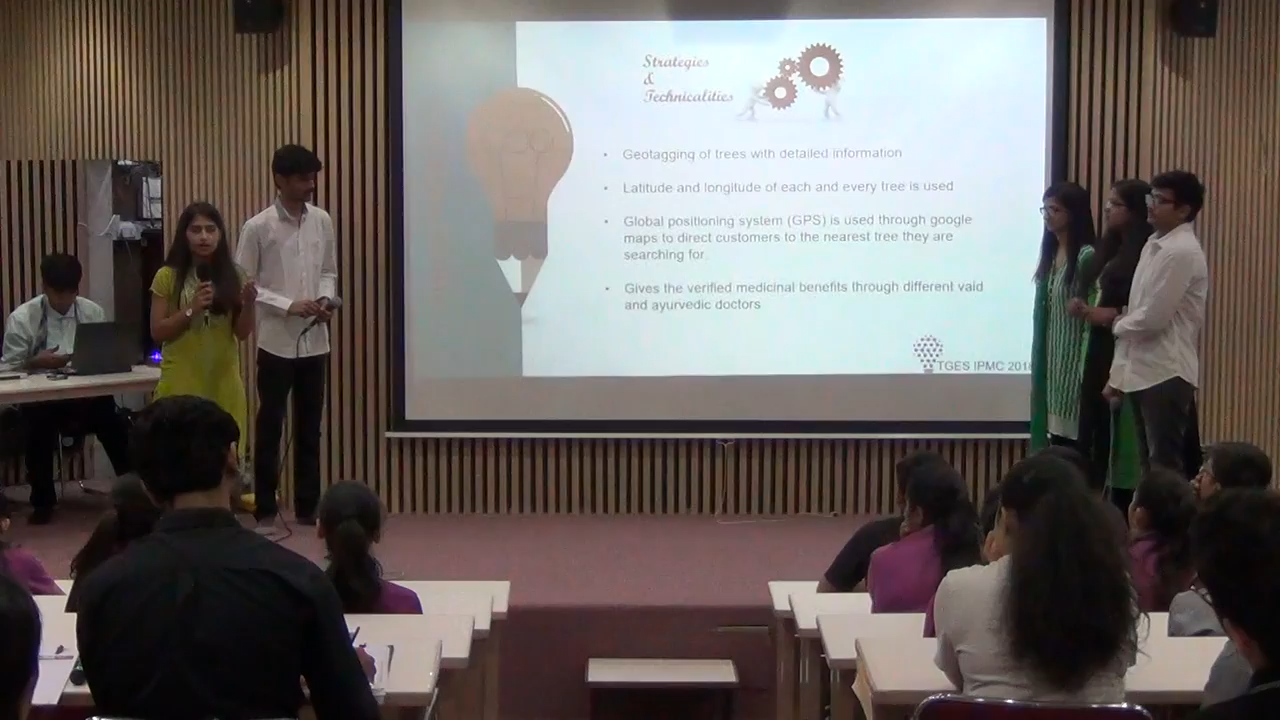 Strategies
&
Technicalities
• Geotagging of trees with detailed information
• Latitude and longitude of each and every tree is used
• Global positioning system (GPS) is used through google
maps to direct customers to the nearest tree they are
searching for.
• Gives the verified medicinal benefits through different vaid
and ayurvedic doctors
TGES IPMC 201